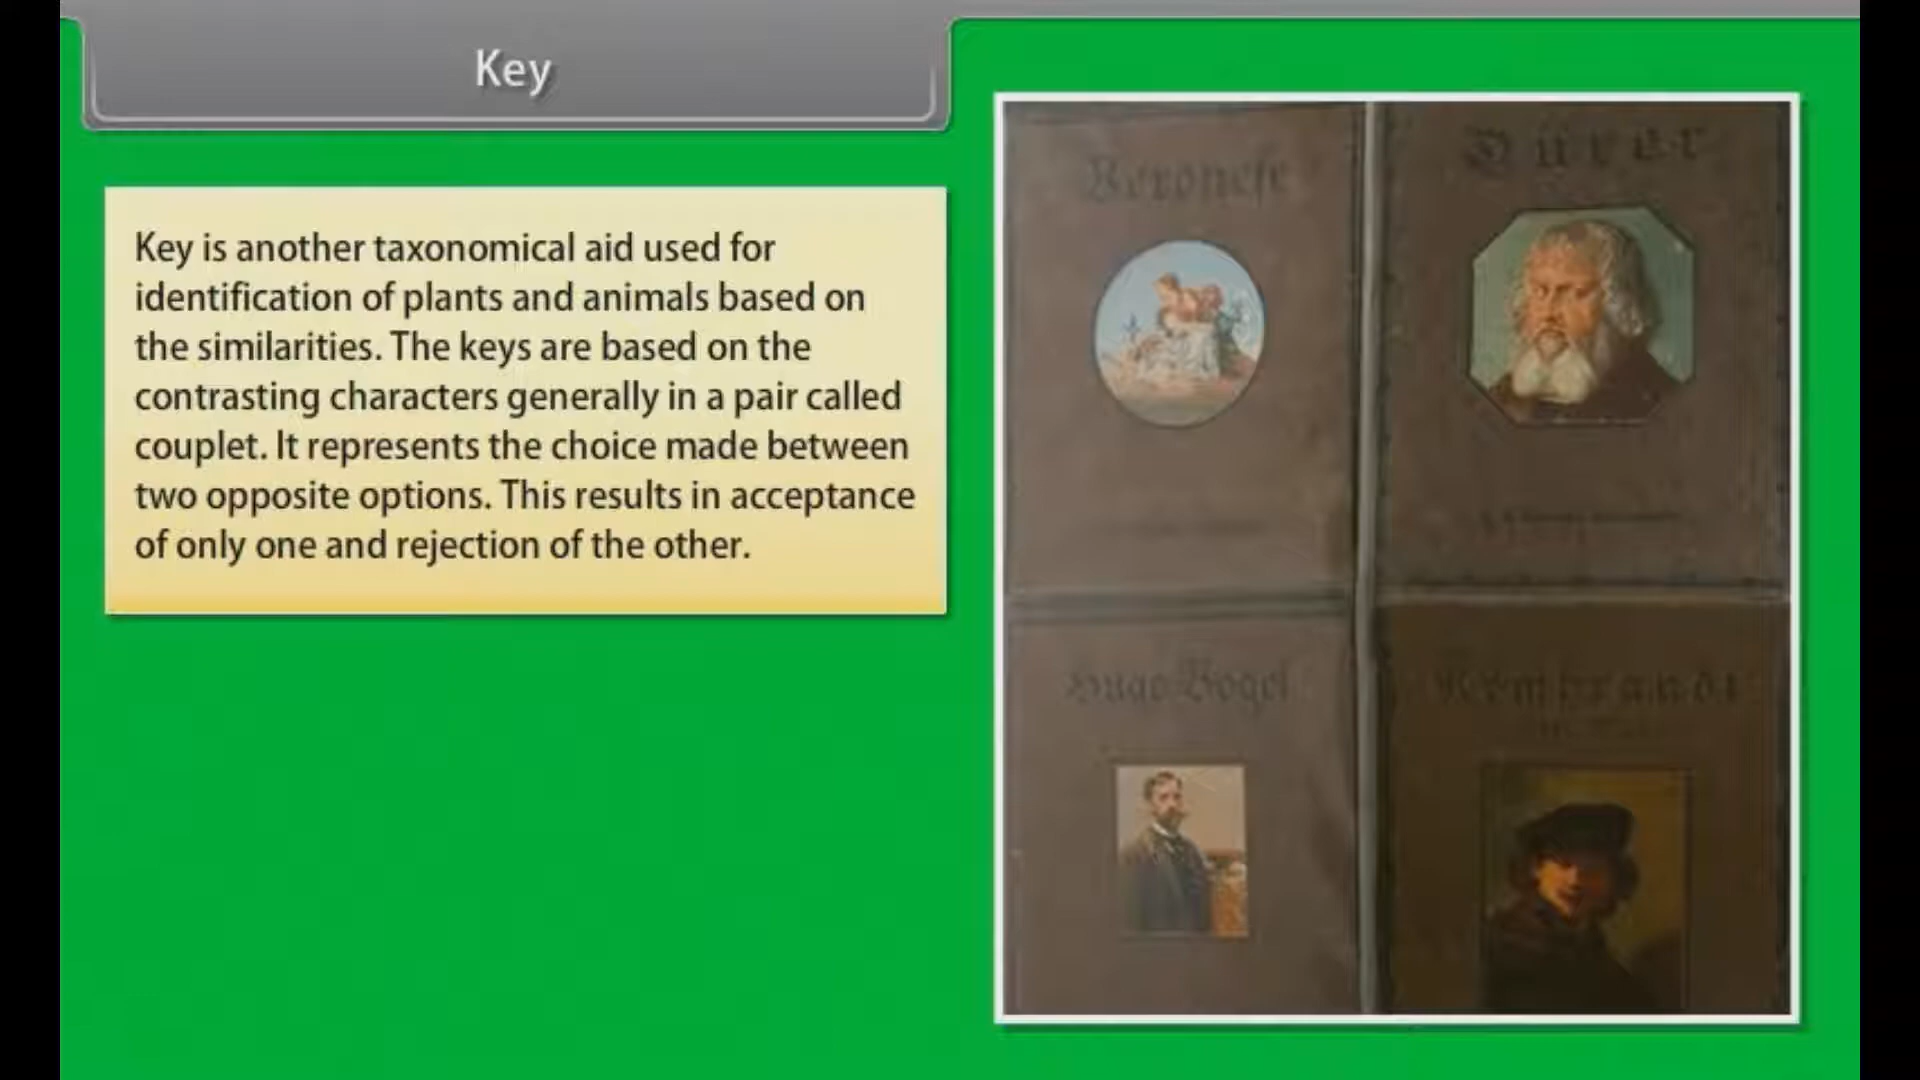 Key
Key is another taxonomical aid used for
identification of plants and animals based on
the similarities. The keys are based on the
contrasting characters generally in a pair called
couplet. It represents the choice made between
two opposite options. This results in acceptance
of only one and rejection of the other.
Veronese
Dürer
Hugo Vogel
Rembrandt